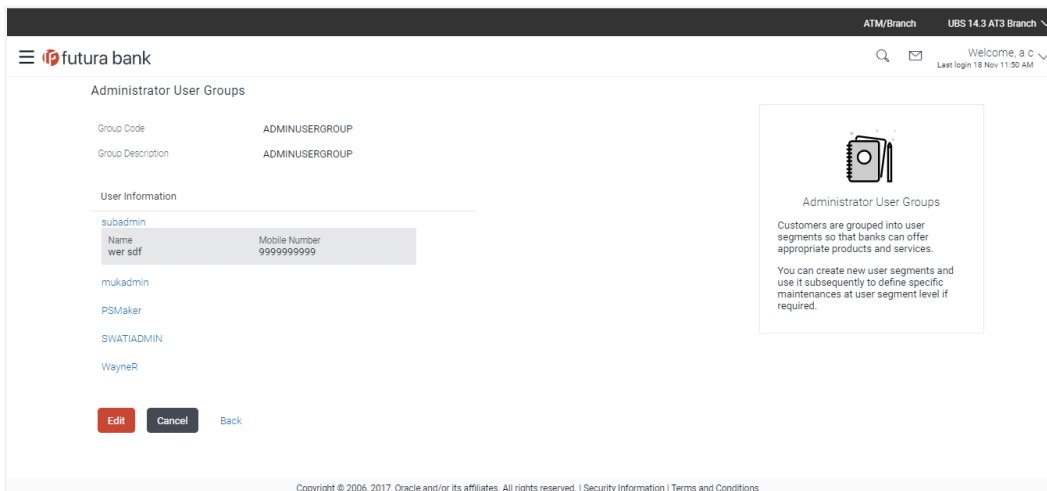 ATM/Branch UBS 14.3 AT3 Branch
futura bank
Welcome, a c
Last login 18 Nov 11:50 AM
Administrator User Groups
Group Code ADMINUSERGROUP
Group Description ADMINUSERGROUP
User Information
subadmin
Name Mobile Number
wer sdf 9999999999
mukadmin
PSMaker
SWATIADMIN
WayneR
Edit Cancel Back
Administrator User Groups
Customers are grouped into user
segments so that banks can offer
appropriate products and services.
You can create new user segments and
use it subsequently to define specific
maintenances at user segment level if
required.
Copyright © 2006, 2017, Oracle and/or its affiliates. All rights reserved. | Security Information | Terms and Conditions